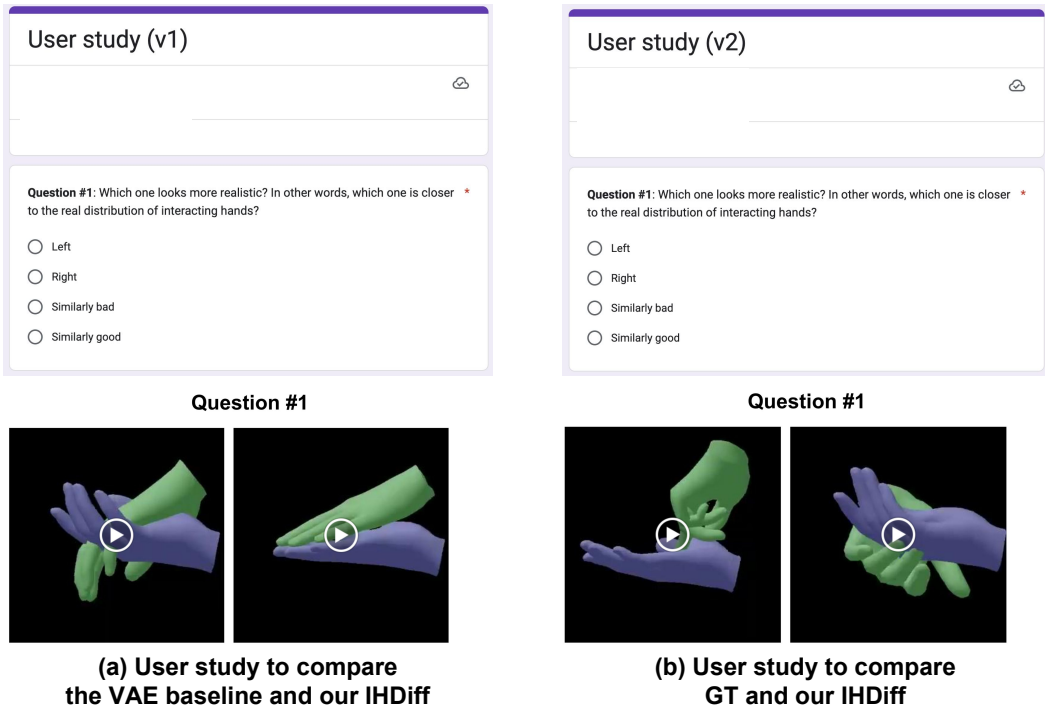 User study (v1)
Question #1: Which one looks more realistic? In other words, which one is closer *
to the real distribution of interacting hands?
Left
Right
Similarly bad
Similarly good
Question #1
(a) User study to compare
the VAE baseline and our IHDiff
User study (v2)
Question #1: Which one looks more realistic? In other words, which one is closer *
to the real distribution of interacting hands?
Left
Right
Similarly bad
Similarly good
Question #1
(b) User study to compare
GT and our IHDiff